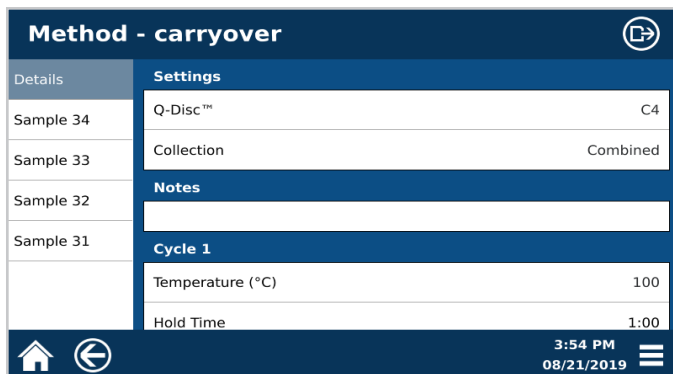 Method - carryover
Details
Sample 34
Sample 33
Sample 32
Sample 31
Settings
Q-Disc™ C4
Collection Combined
Notes
Cycle 1
Temperature (°C) 100
Hold Time 1:00
3:54 PM
08/21/2019